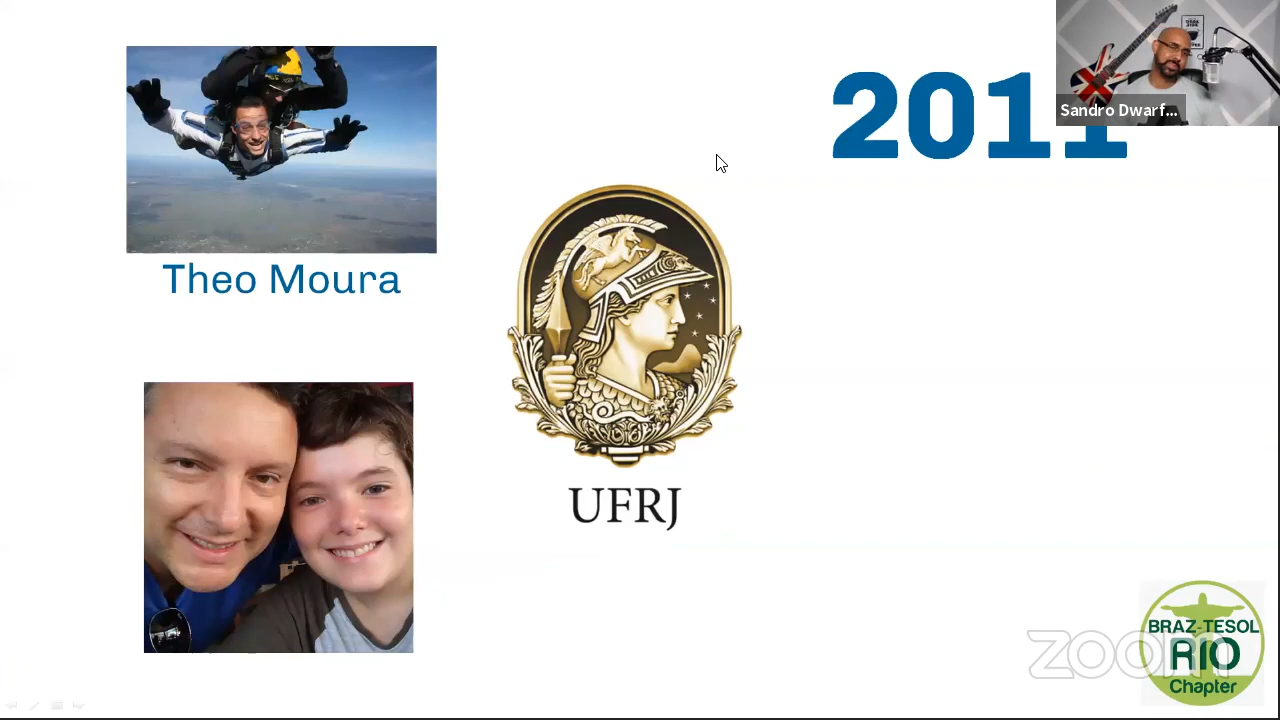 2011
Sandro Dwarf...
Theo Moura
UFRJ
BRAZ-TESOL
RIO
Chapter
zoom